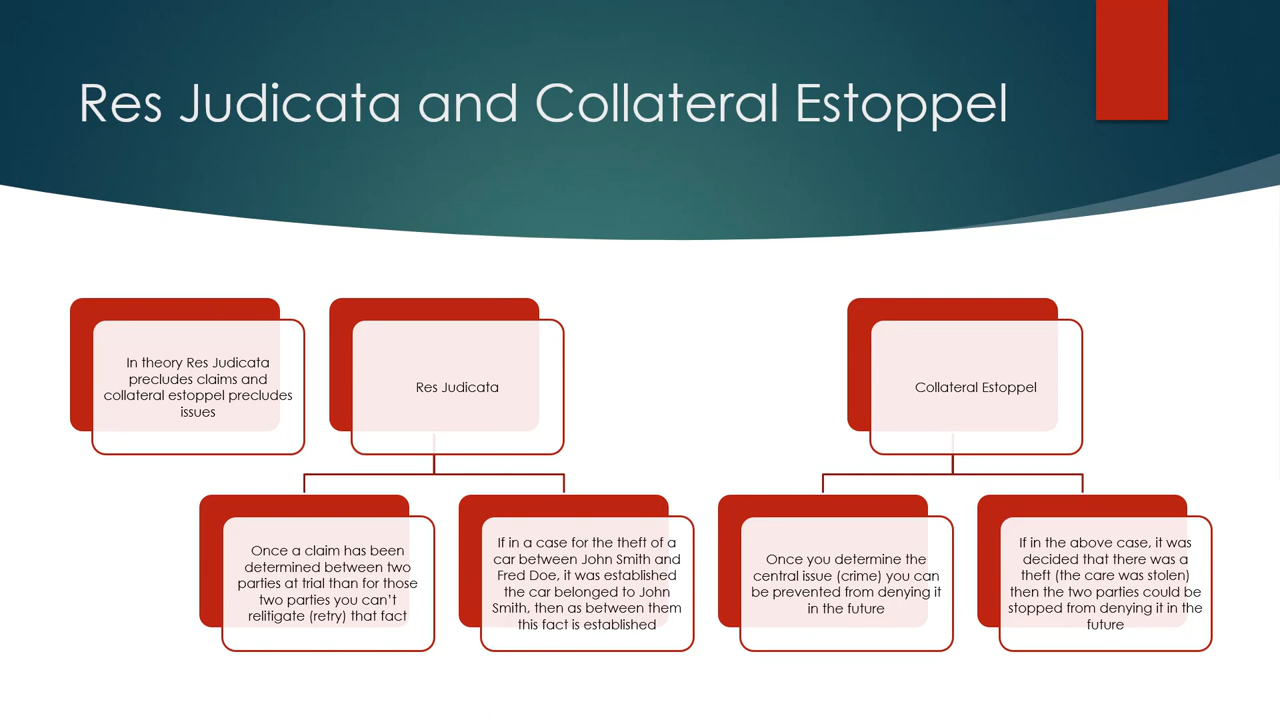 Res Judicata and Collateral Estoppel
In theory Res Judicata
precludes claims and
collateral estoppel precludes
issues
Res Judicata
Collateral Estoppel
Once a claim has been
determined between two
parties at trial than for those
two parties you can’t
relitigate (retry) that fact
If in a case for the theft of a
car between John Smith and
Fred Doe, it was established
the car belonged to John
Smith, then as between them
this fact is established
Once you determine the
central issue (crime) you can
be prevented from denying it
in the future
If in the above case, it was
decided that there was a
theft (the care was stolen)
then the two parties could be
stopped from denying it in the
future